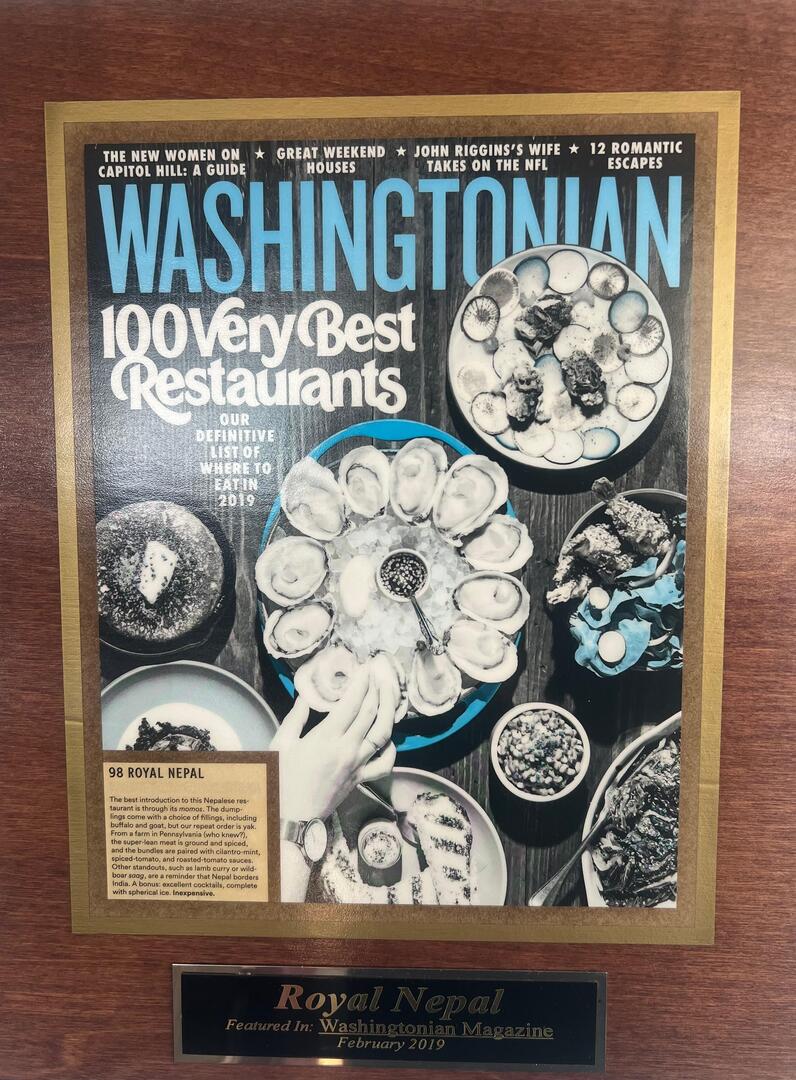 THE NEW WOMEN ON CAPITOL HILL: A GUIDE ★ GREAT WEEKEND HOUSES ★ JOHN RIGGINS'S WIFE TAKES ON THE NFL ★ 12 ROMANTIC ESCAPES
WASHINGTONIAN
100 Very Best
Restaurants
OUR
DEFINITIVE
LIST OF
WHERE TO
EAT IN
2019
98 ROYAL NEPAL
The best introduction to this Nepalese res-
taurant is through its momos. The dump-
lings come with a choice of fillings, including
buffalo and goat, but our repeat order is yak.
From a farm in Pennsylvania (who knew?),
the super-lean meat is ground and spiced,
and the bundles are paired with cilantro-mint,
spiced-tomato, and roasted-tomato sauces.
Other standouts, such as lamb curry or wild-
boar saag, are a reminder that Nepal borders
India. A bonus: excellent cocktails, complete
with spherical ice. Inexpensive.
Royal Nepal
Featured In: Washingtonian Magazine
February 2019